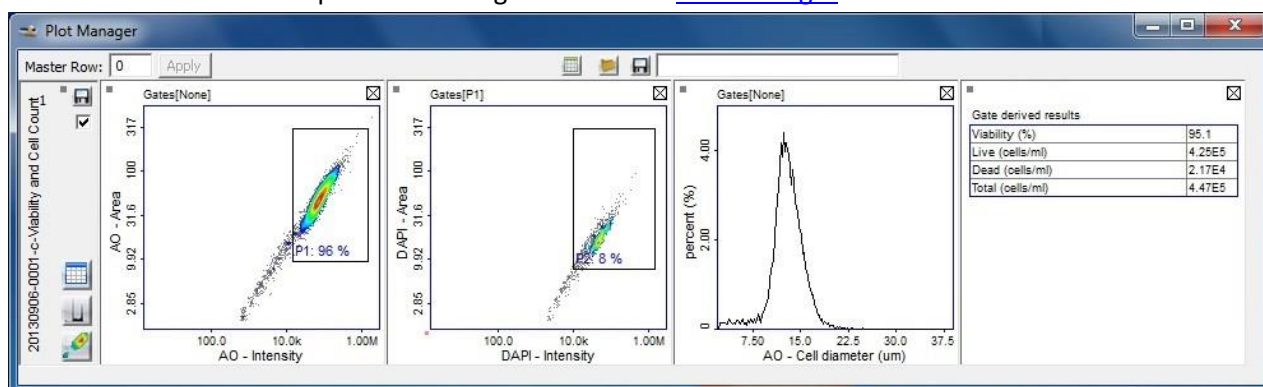 Plot Manager
Master Row: 0 Apply
20130906-0001-c-Viability and Cell Count1
Gates[None]
317
100
31.6
9.92
2.85
AO - Area
P1: 96 %
100.0 10.0k 1.00M
AO - Intensity
Gates[P1]
317
100
31.6
9.92
2.85
DAPI - Area
P2: 8 %
100.0 10.0k 1.00M
DAPI - Intensity
Gates[None]
4.00
2.00
0
percent (%)
7.50 15.0 22.5 30.0 37.5
AO - Cell diameter (um)
Gate derived results
Viability (%) 95.1
Live (cells/ml) 4.25E5
Dead (cells/ml) 2.17E4
Total (cells/ml) 4.47E5